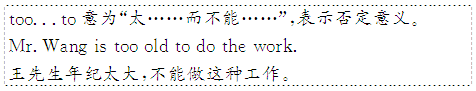 too...to 意为“太……而不能……”,表示否定意义。
Mr. Wang is too old to do the work.
王先生年纪太大,不能做这种工作。